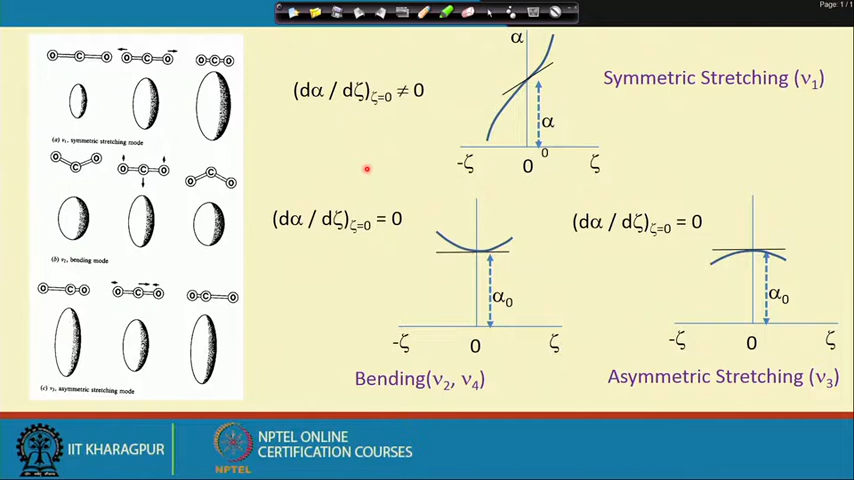 Page: 1 / 1
O C O O C O O C O
(a) ν₁, symmetric stretching mode
O C O O C O O C O
(b) ν₂, bending mode
O C O O C O O C O
(c) ν₃, asymmetric stretching mode
(dα / dζ)ζ=0 ≠ 0
α
α
0
-ζ 0 ζ
Symmetric Stretching (ν₁)
(dα / dζ)ζ=0 = 0
α₀
-ζ 0 ζ
Bending(ν₂, ν₄)
(dα / dζ)ζ=0 = 0
α₀
-ζ 0 ζ
Asymmetric Stretching (ν₃)
IIT KHARAGPUR
NPTEL
NPTEL ONLINE
CERTIFICATION COURSES